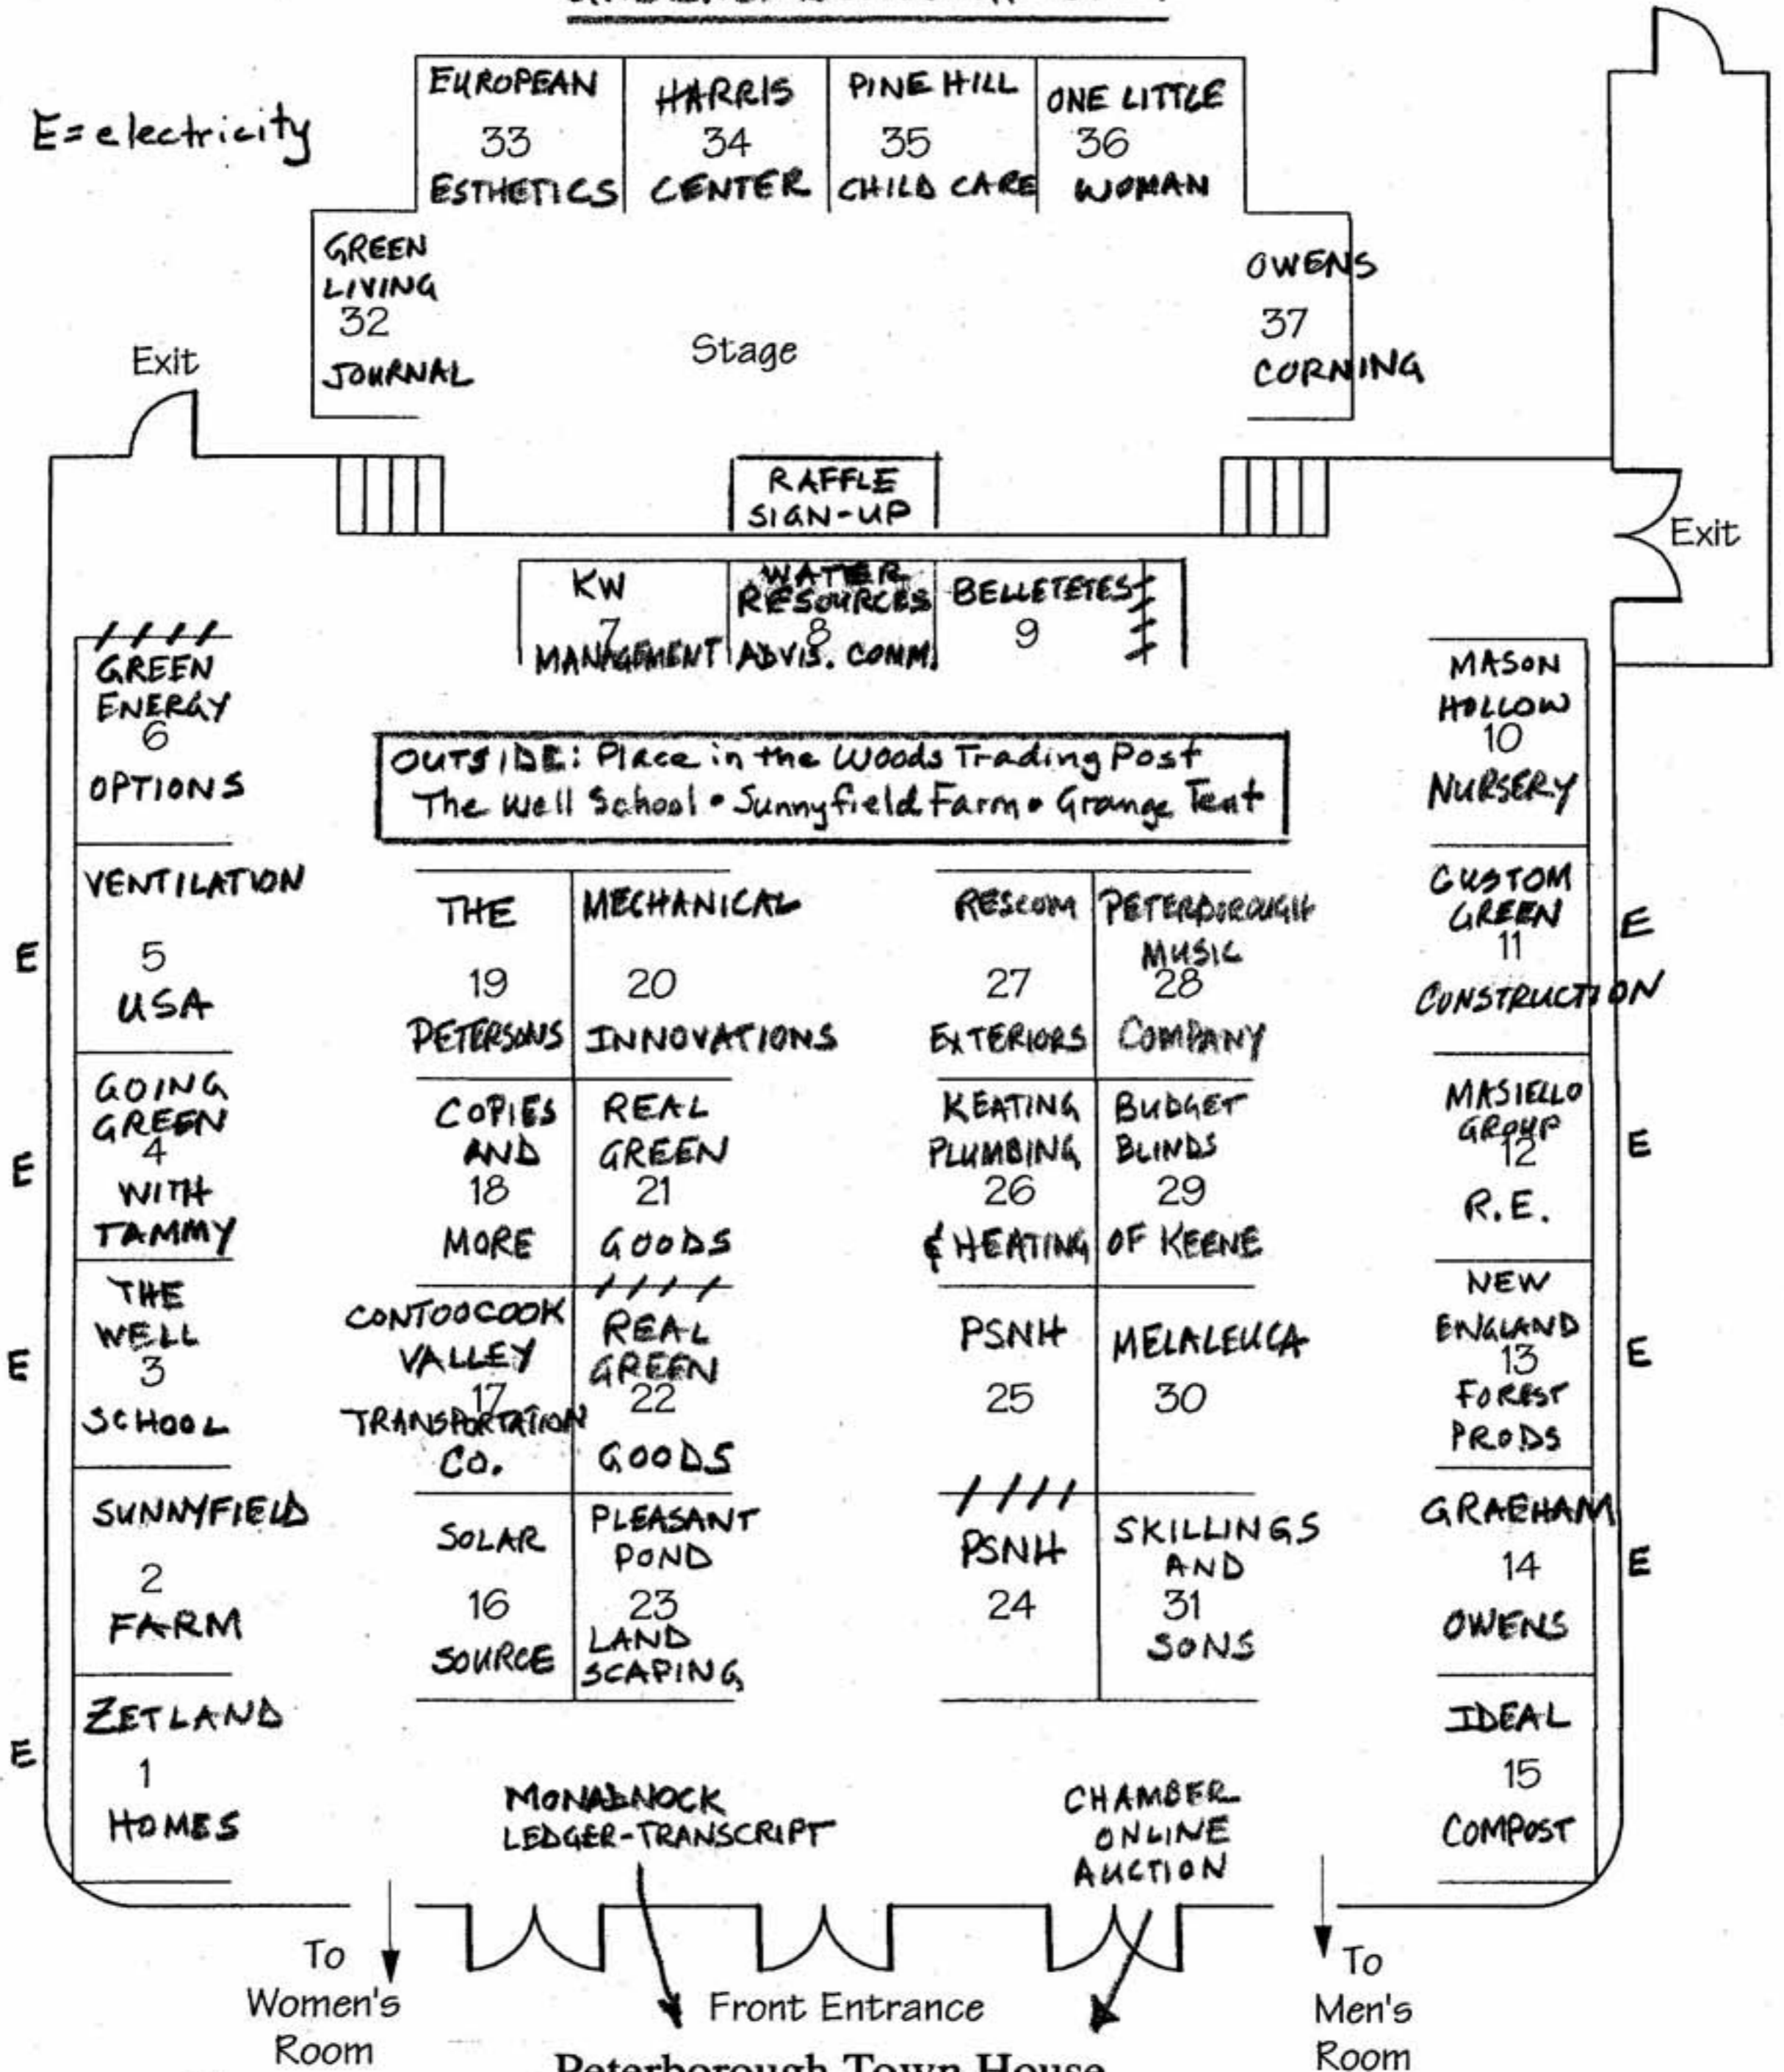 E = electricity
EUROPEAN
33
ESTHETICS
HARRIS
34
CENTER
PINE HILL
35
CHILD CARE
ONE LITTLE
36
WOMAN
GREEN
LIVING
32
JOURNAL
Stage
OWENS
37
CORNING
Exit
RAFFLE
SIGN-UP
Exit
KW
7
MANAGEMENT
WATER
RESOURCES
8
ADVIS. COMM.
BELLETETES
9
OUTSIDE: Place in the Woods Trading Post
The Well School • Sunnyfield Farm • Grange Tent
GREEN
ENERGY
6
OPTIONS
VENTILATION
E 5
USA
GOING
GREEN
E 4
WITH
TAMMY
THE
WELL
E 3
SCHOOL
SUNNYFIELD
2
FARM
ZETLAND
E 1
HOMES
THE
19
PETERSONS
MECHANICAL
20
INNOVATIONS
COPIES
AND
18
MORE
REAL
GREEN
21
GOODS
CONTOOCOOK
VALLEY
17
TRANSPORTATION
CO.
REAL
GREEN
22
GOODS
SOLAR
16
SOURCE
PLEASANT
POND
23
LAND
SCAPING
RESCOM
27
EXTERIORS
PETERBOROUGH
MUSIC
28
COMPANY
KEATING
PLUMBING
26
& HEATING
BUDGET
BLINDS
29
OF KEENE
PSNH
25
MELALEUCA
30
PSNH
24
SKILLINGS
AND
31
SONS
MASON
HOLLOW
10
NURSERY
CUSTOM
GREEN E
11
CONSTRUCTION
MASIELLO
GROUP
12 E
R.E.
NEW
ENGLAND
13 E
FOREST
PRODS
GRAEHAM
14 E
OWENS
IDEAL
15
COMPOST
MONADNOCK
LEDGER-TRANSCRIPT
CHAMBER
ONLINE
AUCTION
To
Women's
Room
Front Entrance
To
Men's
Room
Peterborough Town House